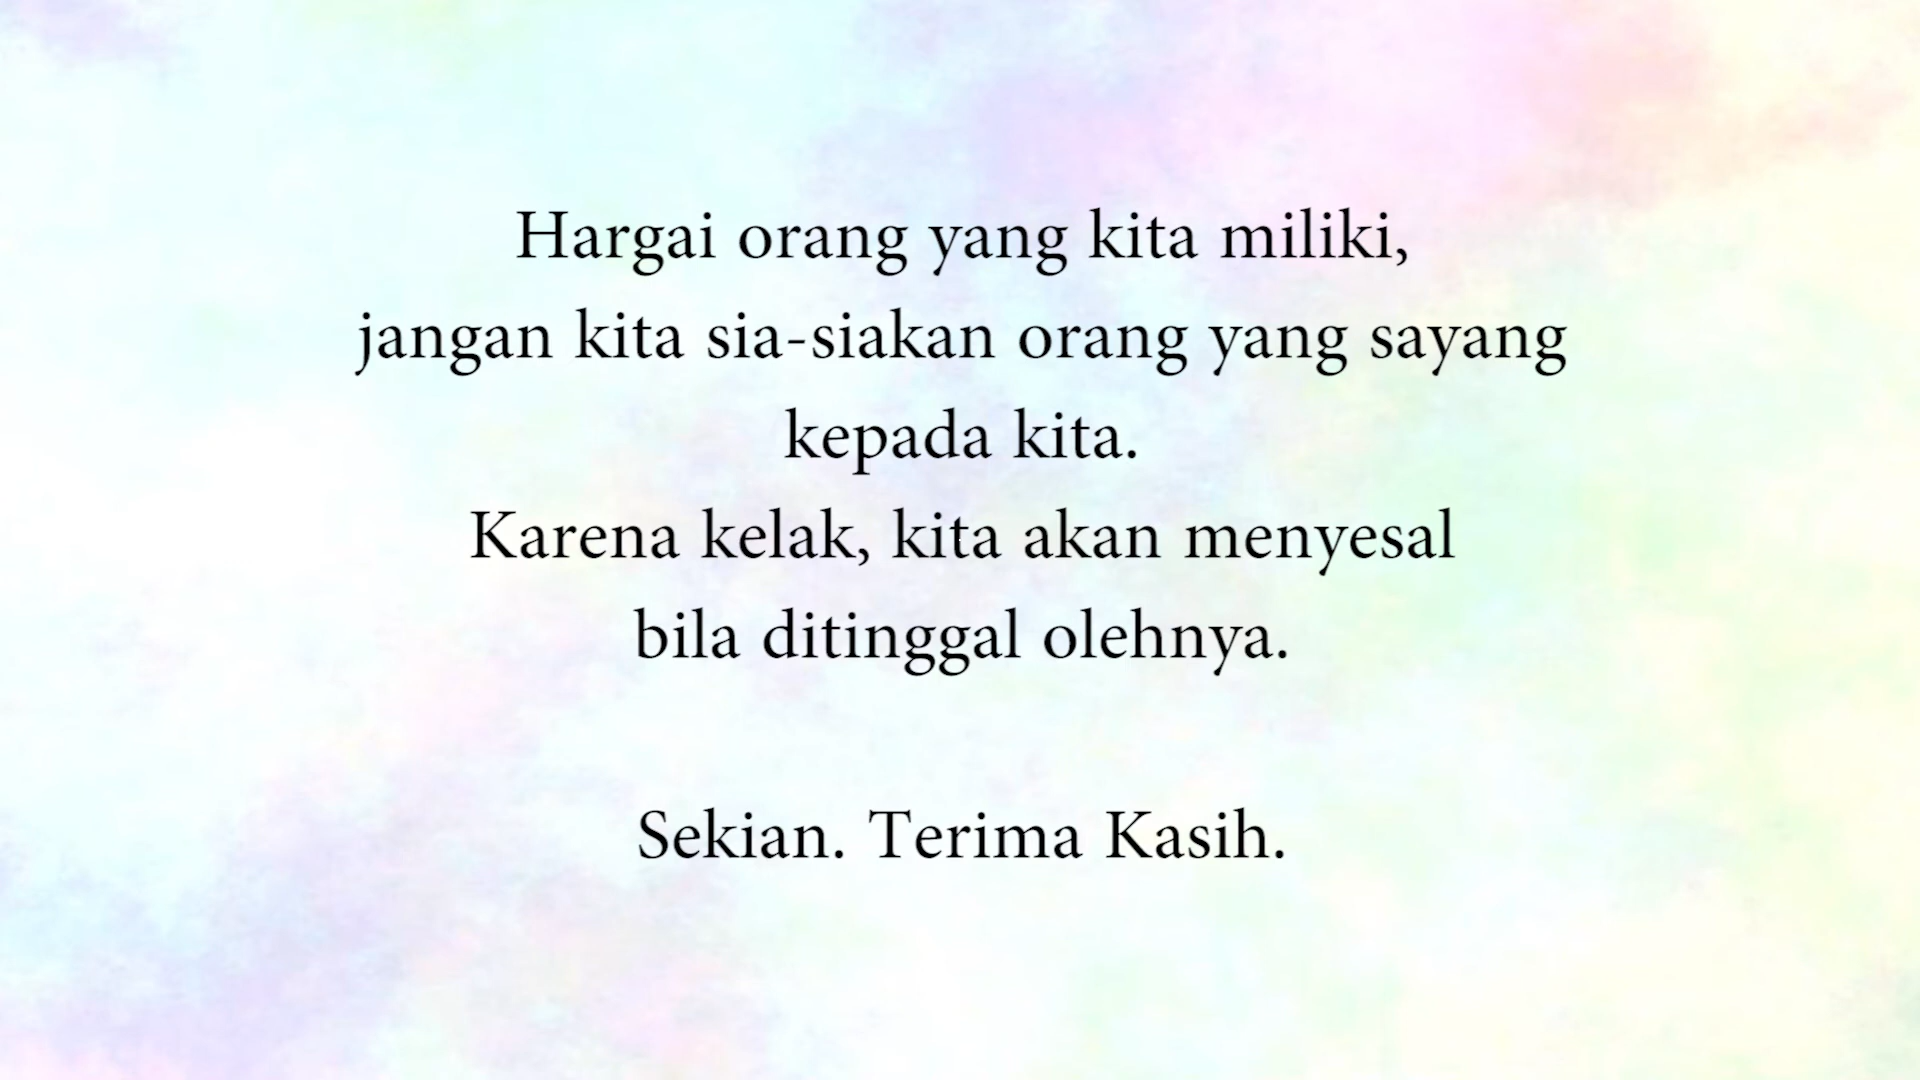 Hargai orang yang kita miliki,
jangan kita sia-siakan orang yang sayang
kepada kita.
Karena kelak, kita akan menyesal
bila ditinggal olehnya.
Sekian. Terima Kasih.